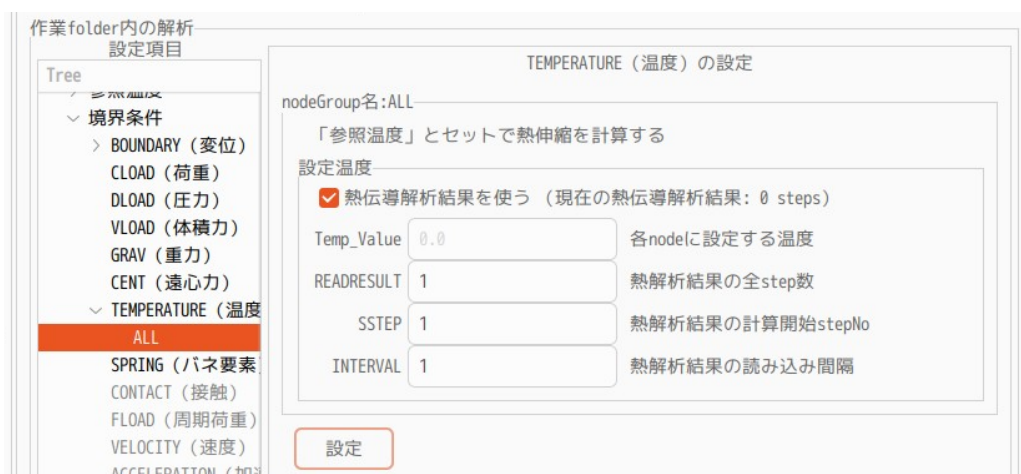 作業folder内の解析
設定項目
Tree
参照温度
境界条件
BOUNDARY (変位)
CLOAD (荷重)
DLOAD (圧力)
VLOAD (体積力)
GRAV (重力)
CENT (遠心力)
TEMPERATURE (温度
ALL
SPRING (バネ要素
CONTACT (接触)
FLOAD (周期荷重)
VELOCITY (速度)
TEMPERATURE (温度) の設定
nodeGroup名:ALL
「参照温度」とセットで熱伸縮を計算する
設定温度
熱伝導解析結果を使う (現在の熱伝導解析結果: 0 steps)
Temp_Value 0.0 各nodeに設定する温度
READRESULT 1 熱解析結果の全step数
SSTEP 1 熱解析結果の計算開始stepNo
INTERVAL 1 熱解析結果の読み込み間隔
設定